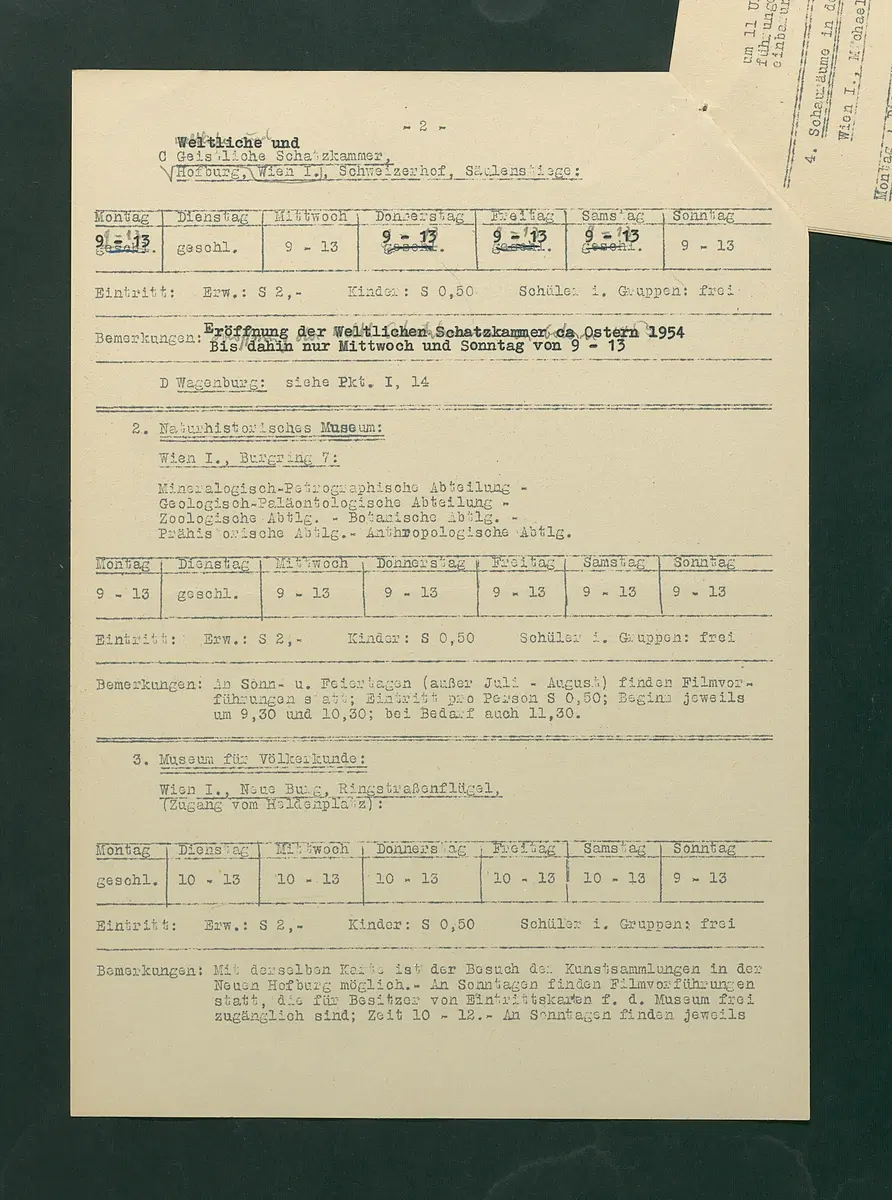 - 2 -
Weltliche und
C Geistliche Schatzkammer,
Hofburg, Wien I., Schweizerhof, Säulenstiege:
Montag Dienstag Mittwoch Donnerstag Freitag Samstag Sonntag
9 - 13 9 - 13 9 - 13 9 - 13
geschl. geschl. 9 - 13 geschl. geschl. geschl. 9 - 13
Eintritt: Erw.: S 2,- Kinder: S 0,50 Schüler i. Gruppen: frei
Bemerkungen: Eröffnung der Weltlichen Schatzkammer ca Ostern 1954
Bis dahin nur Mittwoch und Sonntag von 9 - 13
D Wagenburg: siehe Pkt. I, 14
2. Naturhistorisches Museum:
Wien I., Burgring 7:
Mineralogisch-Petrographische Abteilung -
Geologisch-Paläontologische Abteilung -
Zoologische Abtlg. - Botanische Abtlg. -
Prähistorische Abtlg.- Anthropologische Abtlg.
Montag Dienstag Mittwoch Donnerstag Freitag Samstag Sonntag
9 - 13 geschl. 9 - 13 9 - 13 9 - 13 9 - 13 9 - 13
Eintritt: Erw.: S 2,- Kinder: S 0,50 Schüler i. Gruppen: frei
Bemerkungen: An Sonn- u. Feiertagen (außer Juli - August) finden Filmvor-
führungen statt; Eintritt pro Person S 0,50; Beginn jeweils
um 9,30 und 10,30; bei Bedarf auch 11,30.
3. Museum für Völkerkunde:
Wien I., Neue Burg, Ringstraßenflügel,
(Zugang vom Heldenplatz):
Montag Dienstag Mittwoch Donnerstag Freitag Samstag Sonntag
geschl. 10 - 13 10 - 13 10 - 13 10 - 13 10 - 13 9 - 13
Eintritt: Erw.: S 2,- Kinder: S 0,50 Schüler i. Gruppen: frei
Bemerkungen: Mit derselben Karte ist der Besuch der Kunstsammlungen in der
Neuen Hofburg möglich.- An Sonntagen finden Filmvorführungen
statt, die für Besitzer von Eintrittskarten f. d. Museum frei
zugänglich sind; Zeit 10 - 12.- An Sonntagen finden jeweils
um 11 U
4. Schauräume in de
Wien I., Michael
Montag